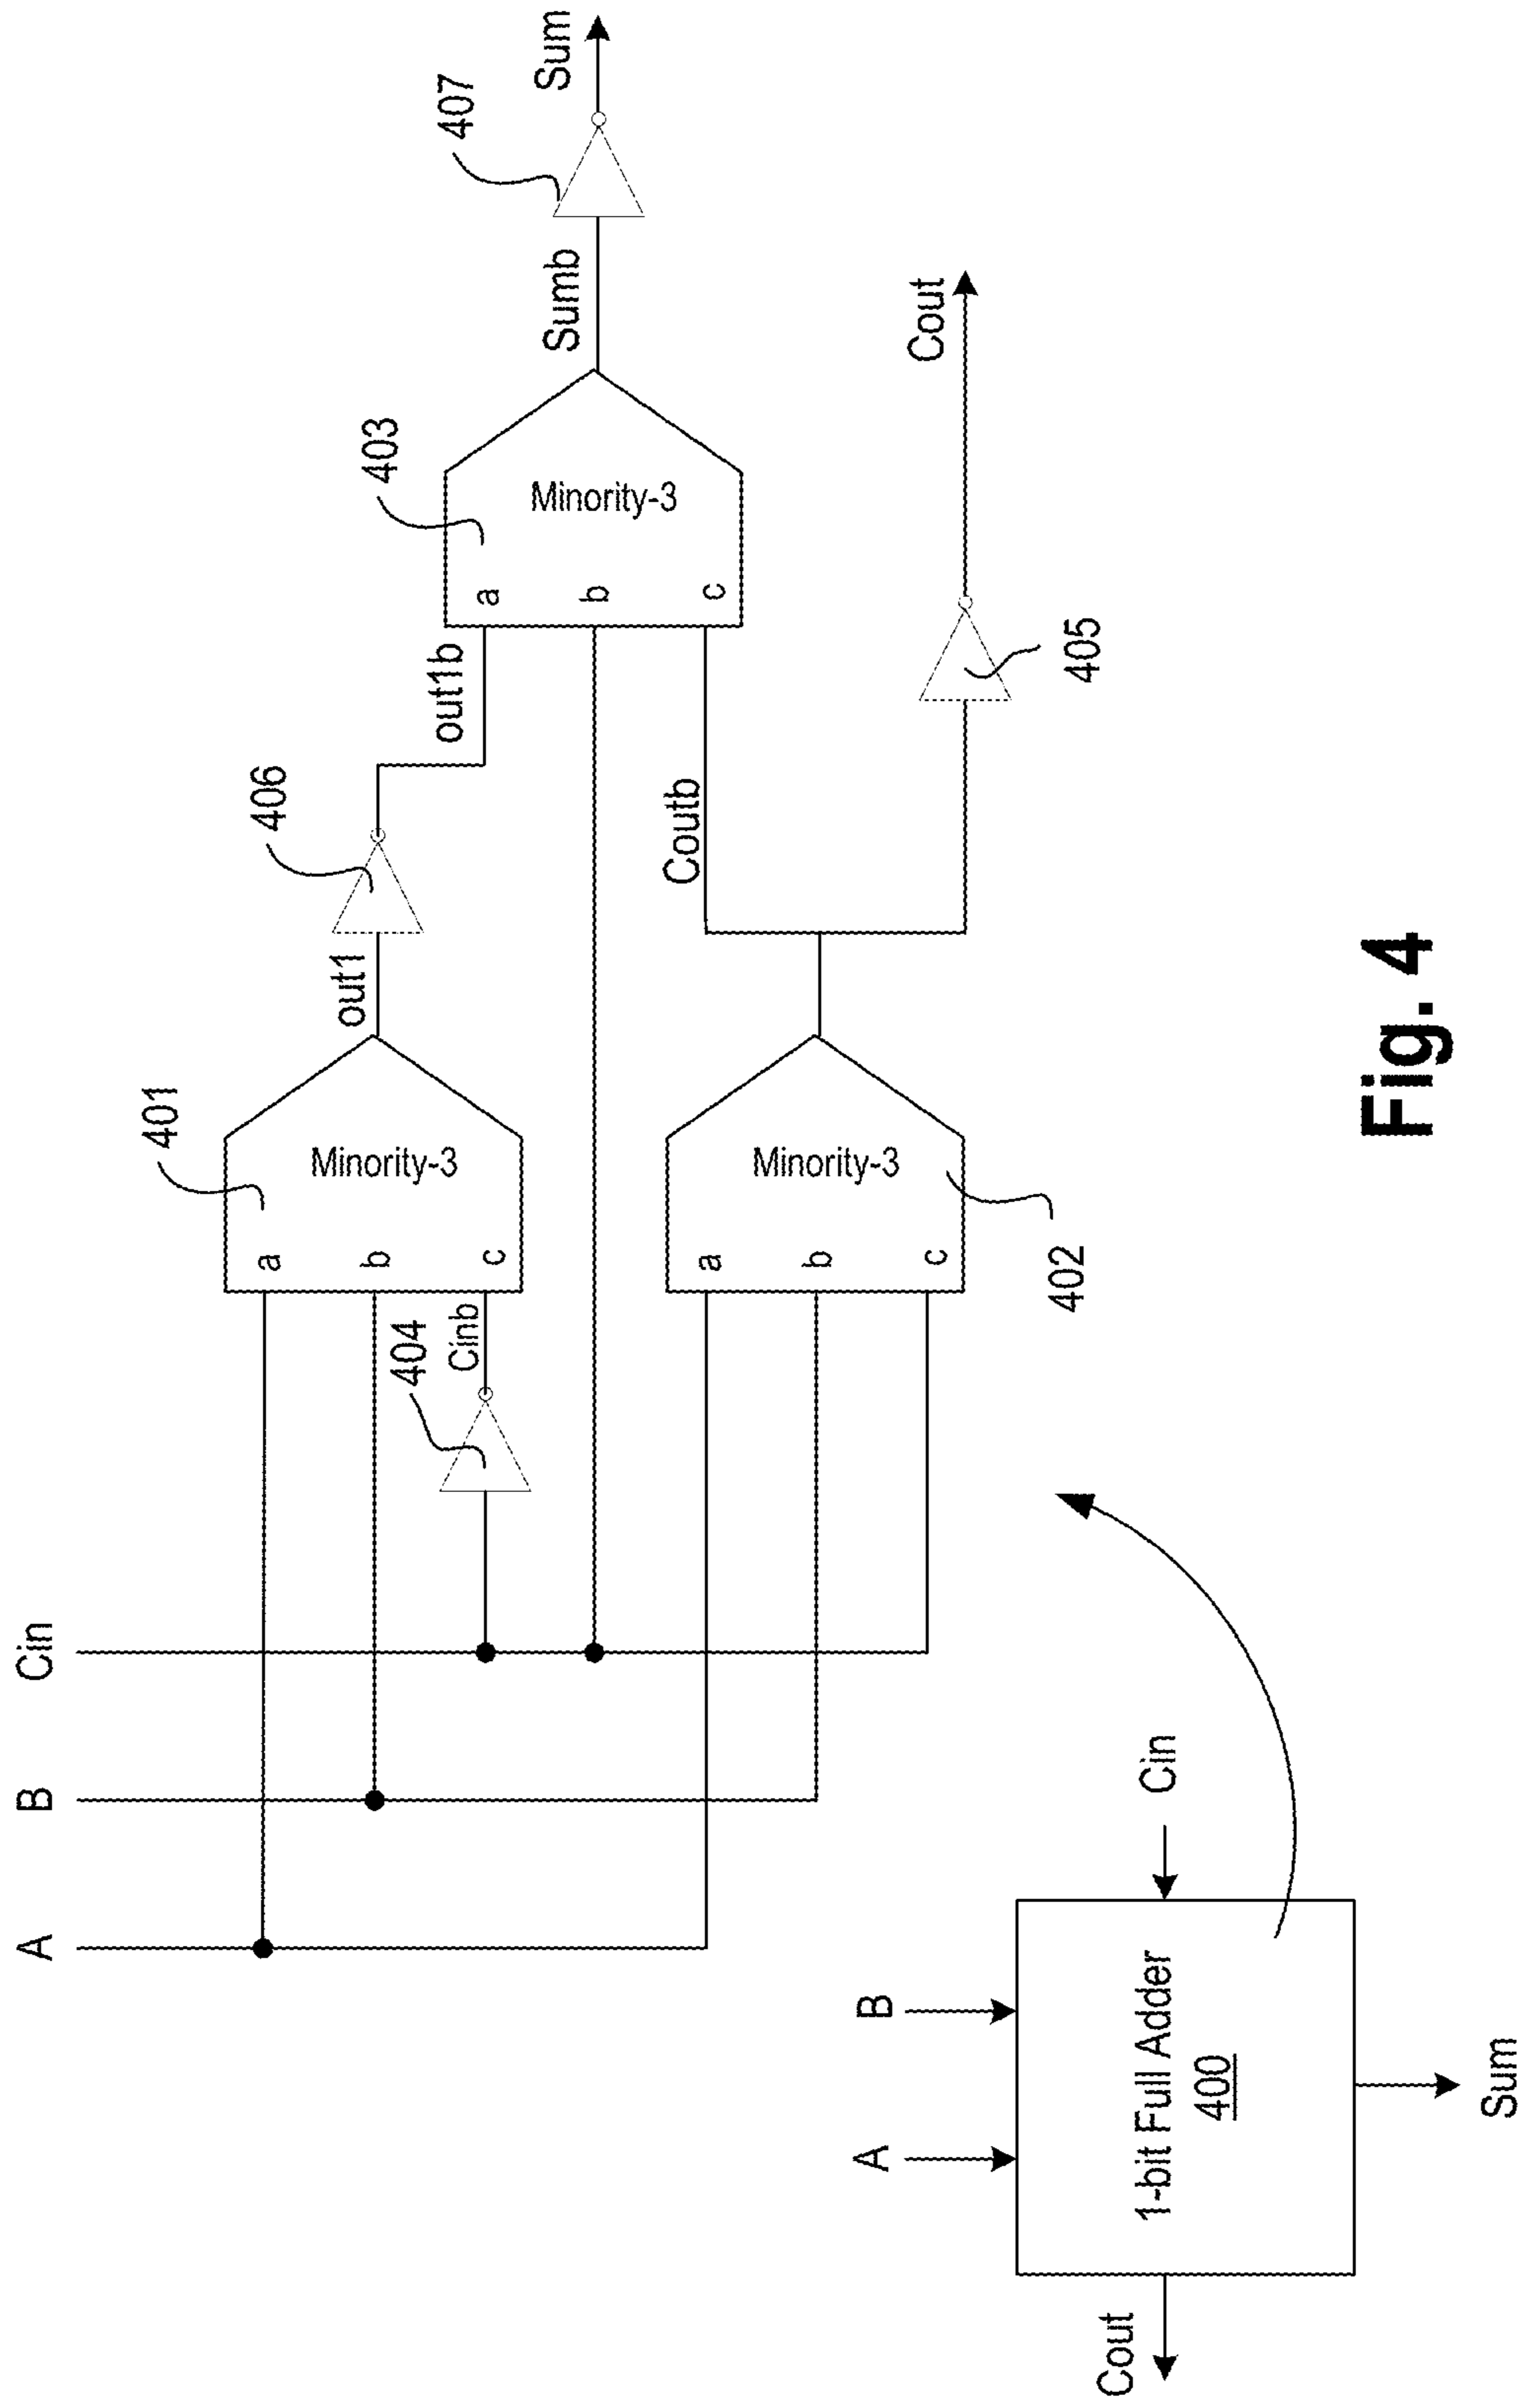 A
B
Cin
401
a
b
c
Minority-3
out1
404
Cinb
406
out1b
403
a
b
c
Minority-3
Sumb
407
Sum
a
b
c
Minority-3
402
Coutb
405
Cout
A
B
Cin
1-bit Full Adder
400
Cout
Sum
Fig. 4